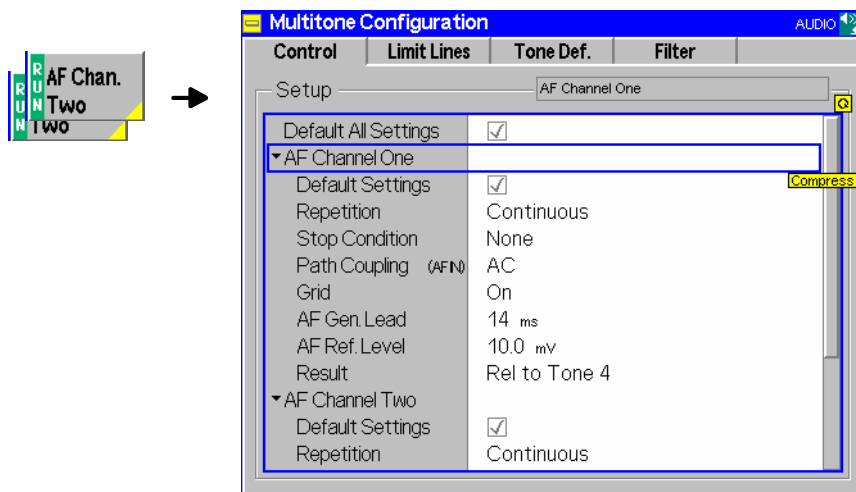 RUN
AF Chan.
Two
RUN
Two
Multitone Configuration
AUDIO
Control Limit Lines Tone Def. Filter
Setup AF Channel One
Default All Settings
AF Channel One
Compress
Default Settings
Repetition Continuous
Stop Condition None
Path Coupling (AF IN) AC
Grid On
AF Gen. Lead 14 ms
AF Ref. Level 10.0 mV
Result Rel to Tone 4
AF Channel Two
Default Settings
Repetition Continuous